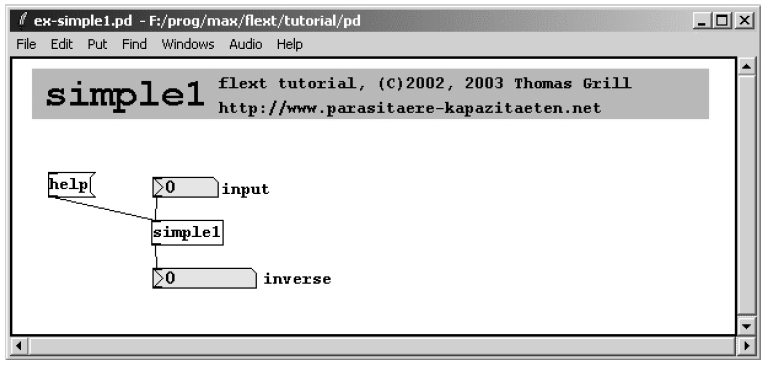 ex-simple1.pd - F:/prog/max/flext/tutorial/pd
File Edit Put Find Windows Audio Help
simple1
flext tutorial, (C)2002, 2003 Thomas Grill
http://www.parasitaere-kapazitaeten.net
help
0 input
simple1
0 inverse